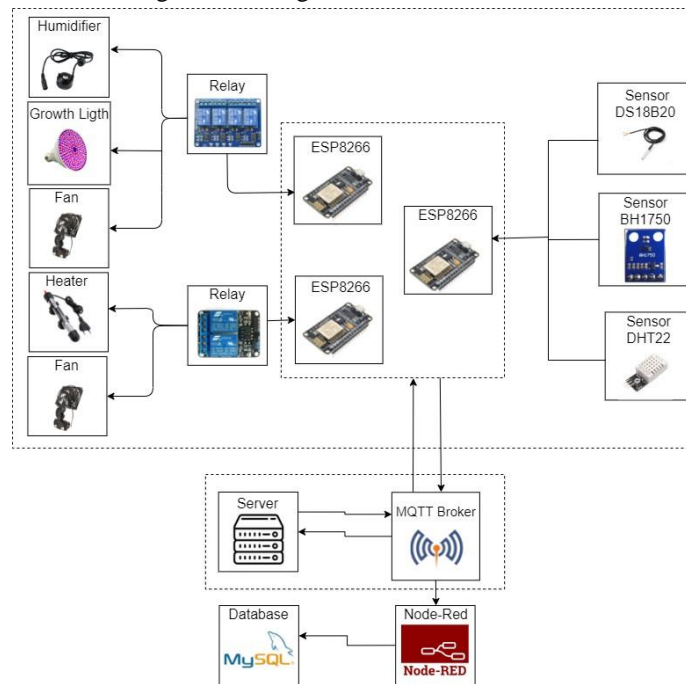 Humidifier
Relay
Growth Ligth
Fan
Heater
Relay
Fan
ESP8266
ESP8266
ESP8266
Sensor
DS18B20
Sensor
BH1750
BH1750
Sensor
DHT22
Server
MQTT Broker
Database
MySQL
Node-Red
Node-RED